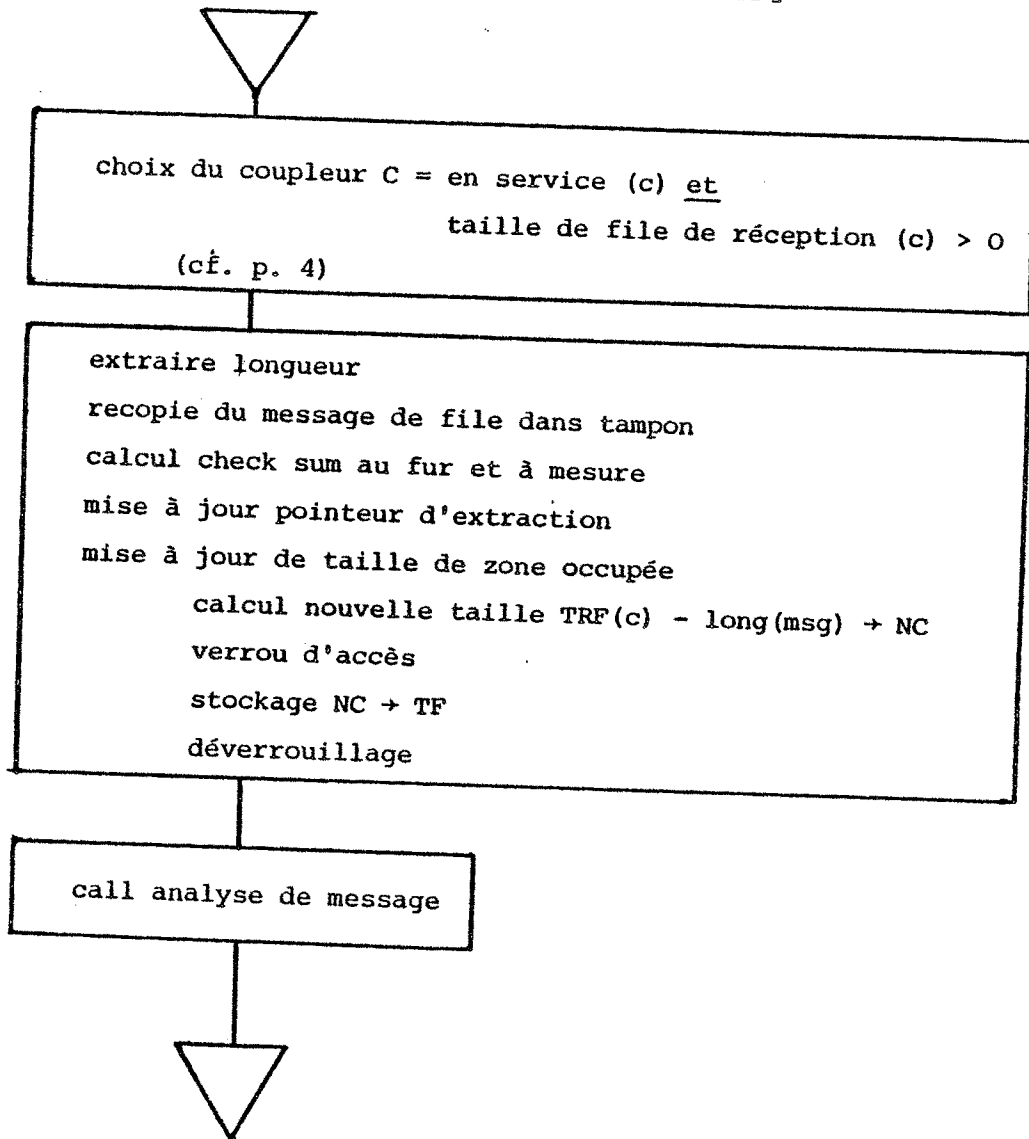 choix du coupleur C = en service (c) et
taille de file de réception (c) > O
(cf. p. 4)
extraire longueur
recopie du message de file dans tampon
calcul check sum au fur et à mesure
mise à jour pointeur d'extraction
mise à jour de taille de zone occupée
calcul nouvelle taille TRF(c) - long(msg) → NC
verrou d'accès
stockage NC → TF
déverrouillage
call analyse de message